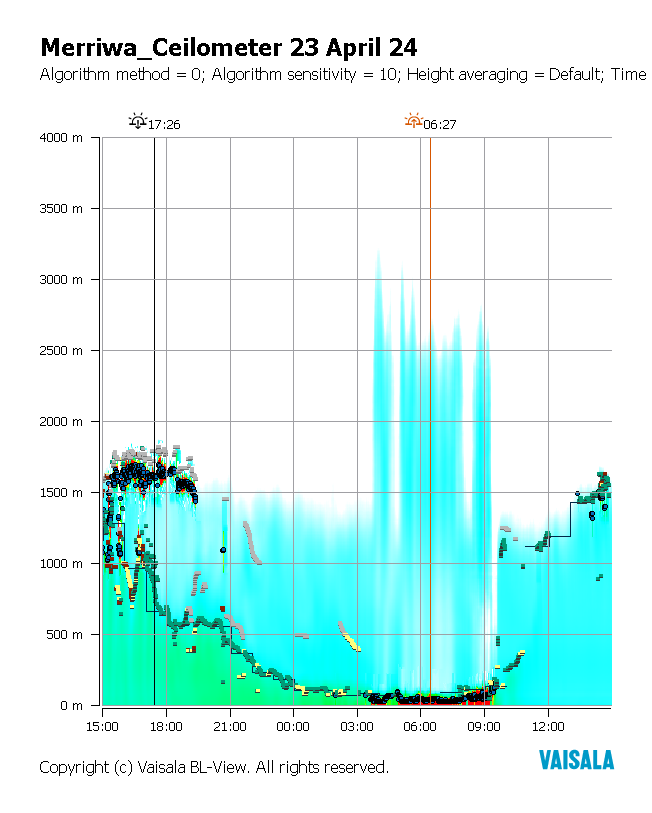 Merriwa_Ceilometer 23 April 24
Algorithm method = 0; Algorithm sensitivity = 10; Height averaging = Default; Time
17:26 06:27
4000 m
3500 m
3000 m
2500 m
2000 m
1500 m
1000 m
500 m
0 m
15:00 18:00 21:00 00:00 03:00 06:00 09:00 12:00
VAISALA
Copyright (c) Vaisala BL-View. All rights reserved.